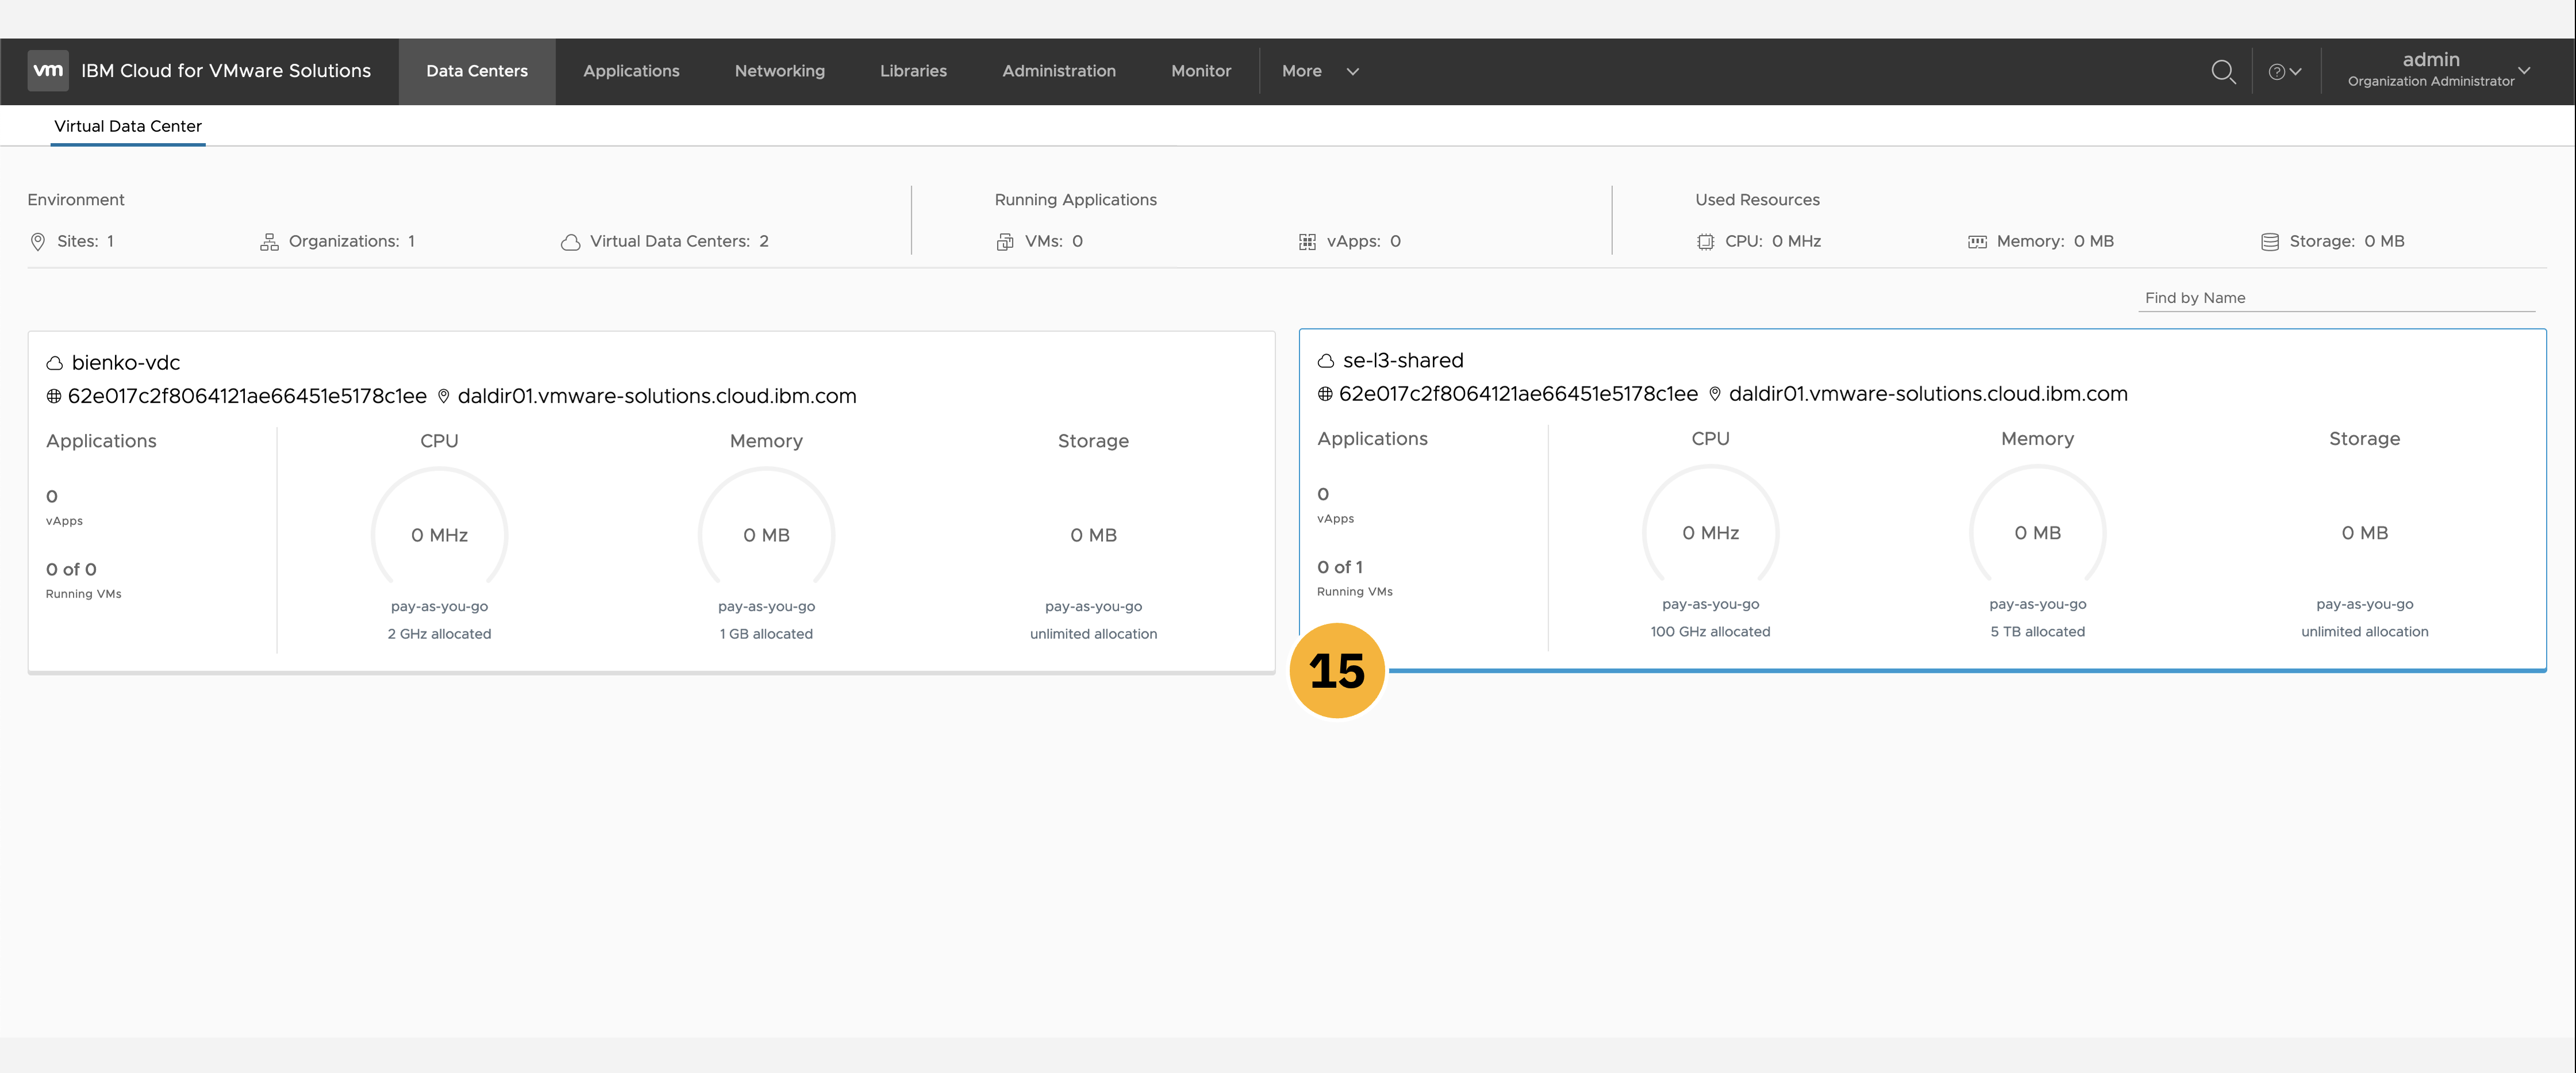 vm IBM Cloud for VMware Solutions Data Centers Applications Networking Libraries Administration Monitor More ? admin
Organization Administrator
Virtual Data Center
Environment
Sites: 1 Organizations: 1 Virtual Data Centers: 2
Running Applications
VMs: 0 vApps: 0
Used Resources
CPU: 0 MHz Memory: 0 MB Storage: 0 MB
Find by Name
bienko-vdc
62e017c2f8064121ae66451e5178c1ee daldir01.vmware-solutions.cloud.ibm.com
Applications
0
vApps
0 of 0
Running VMs
CPU
0 MHz
pay-as-you-go
2 GHz allocated
Memory
0 MB
pay-as-you-go
1 GB allocated
Storage
0 MB
pay-as-you-go
unlimited allocation
se-l3-shared
62e017c2f8064121ae66451e5178c1ee daldir01.vmware-solutions.cloud.ibm.com
Applications
0
vApps
0 of 1
Running VMs
CPU
0 MHz
pay-as-you-go
100 GHz allocated
Memory
0 MB
pay-as-you-go
5 TB allocated
Storage
0 MB
pay-as-you-go
unlimited allocation
15